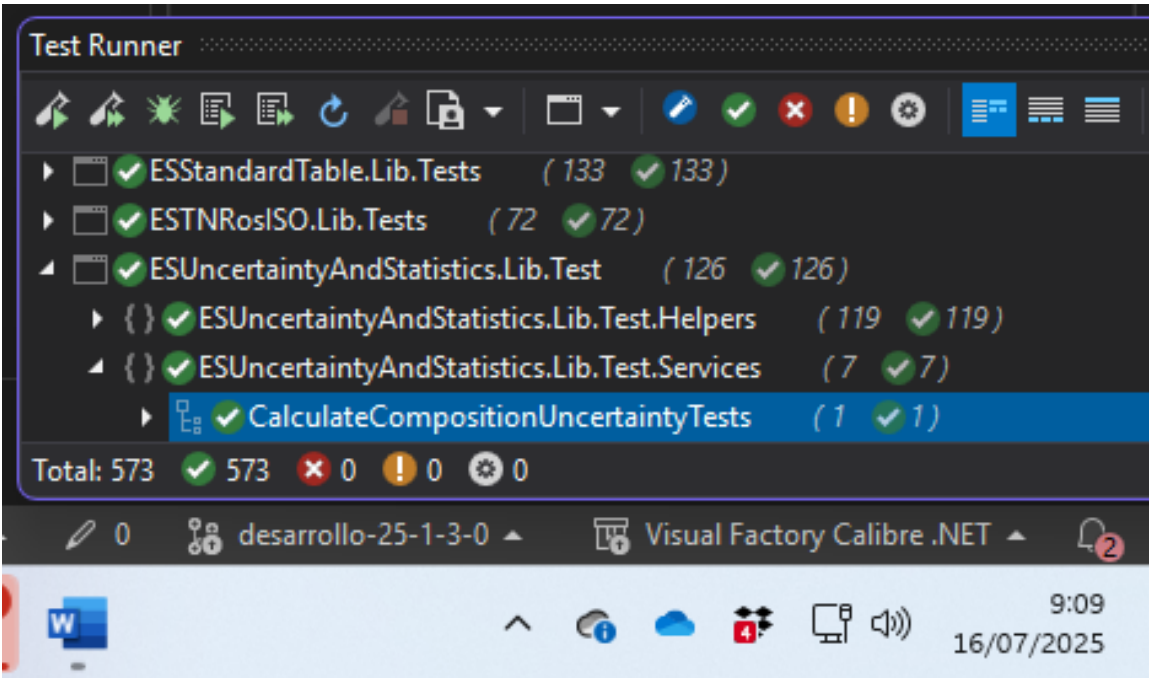 Test Runner
ESStandardTable.Lib.Tests (133 133)
ESTNRosISO.Lib.Tests (72 72)
ESUncertaintyAndStatistics.Lib.Test (126 126)
{ } ESUncertaintyAndStatistics.Lib.Test.Helpers (119 119)
{ } ESUncertaintyAndStatistics.Lib.Test.Services (7 7)
CalculateCompositionUncertaintyTests (1 1)
Total: 573 573 0 0 0
0 desarrollo-25-1-3-0 Visual Factory Calibre .NET 2
W 4 9:09
16/07/2025